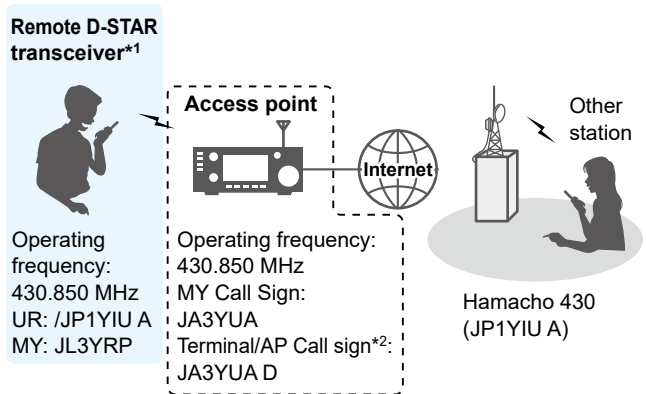 Remote D-STAR
transceiver*1
Operating
frequency:
430.850 MHz
UR: /JP1YIU A
MY: JL3YRP
Access point
Operating frequency:
430.850 MHz
MY Call Sign:
JA3YUA
Terminal/AP Call sign*2:
JA3YUA D
Internet
Other
station
Hamacho 430
(JP1YIU A)